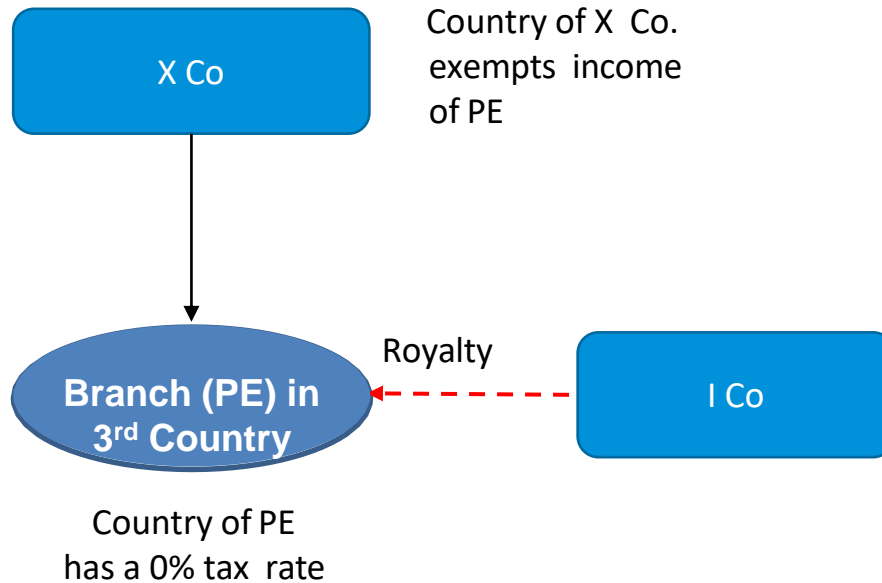 X Co
Country of X Co.
exempts income
of PE
Royalty
Branch (PE) in
3rd Country
I Co
Country of PE
has a 0% tax rate